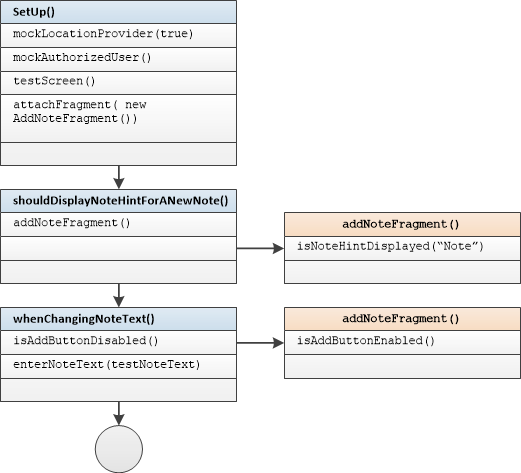 SetUp()
mockLocationProvider(true)
mockAuthorizedUser()
testScreen()
attachFragment( new
AddNoteFragment())
shouldDisplayNoteHintForANewNote()
addNoteFragment()
addNoteFragment()
isNoteHintDisplayed(“Note”)
whenChangingNoteText()
isAddButtonDisabled()
enterNoteText(testNoteText)
addNoteFragment()
isAddButtonEnabled()